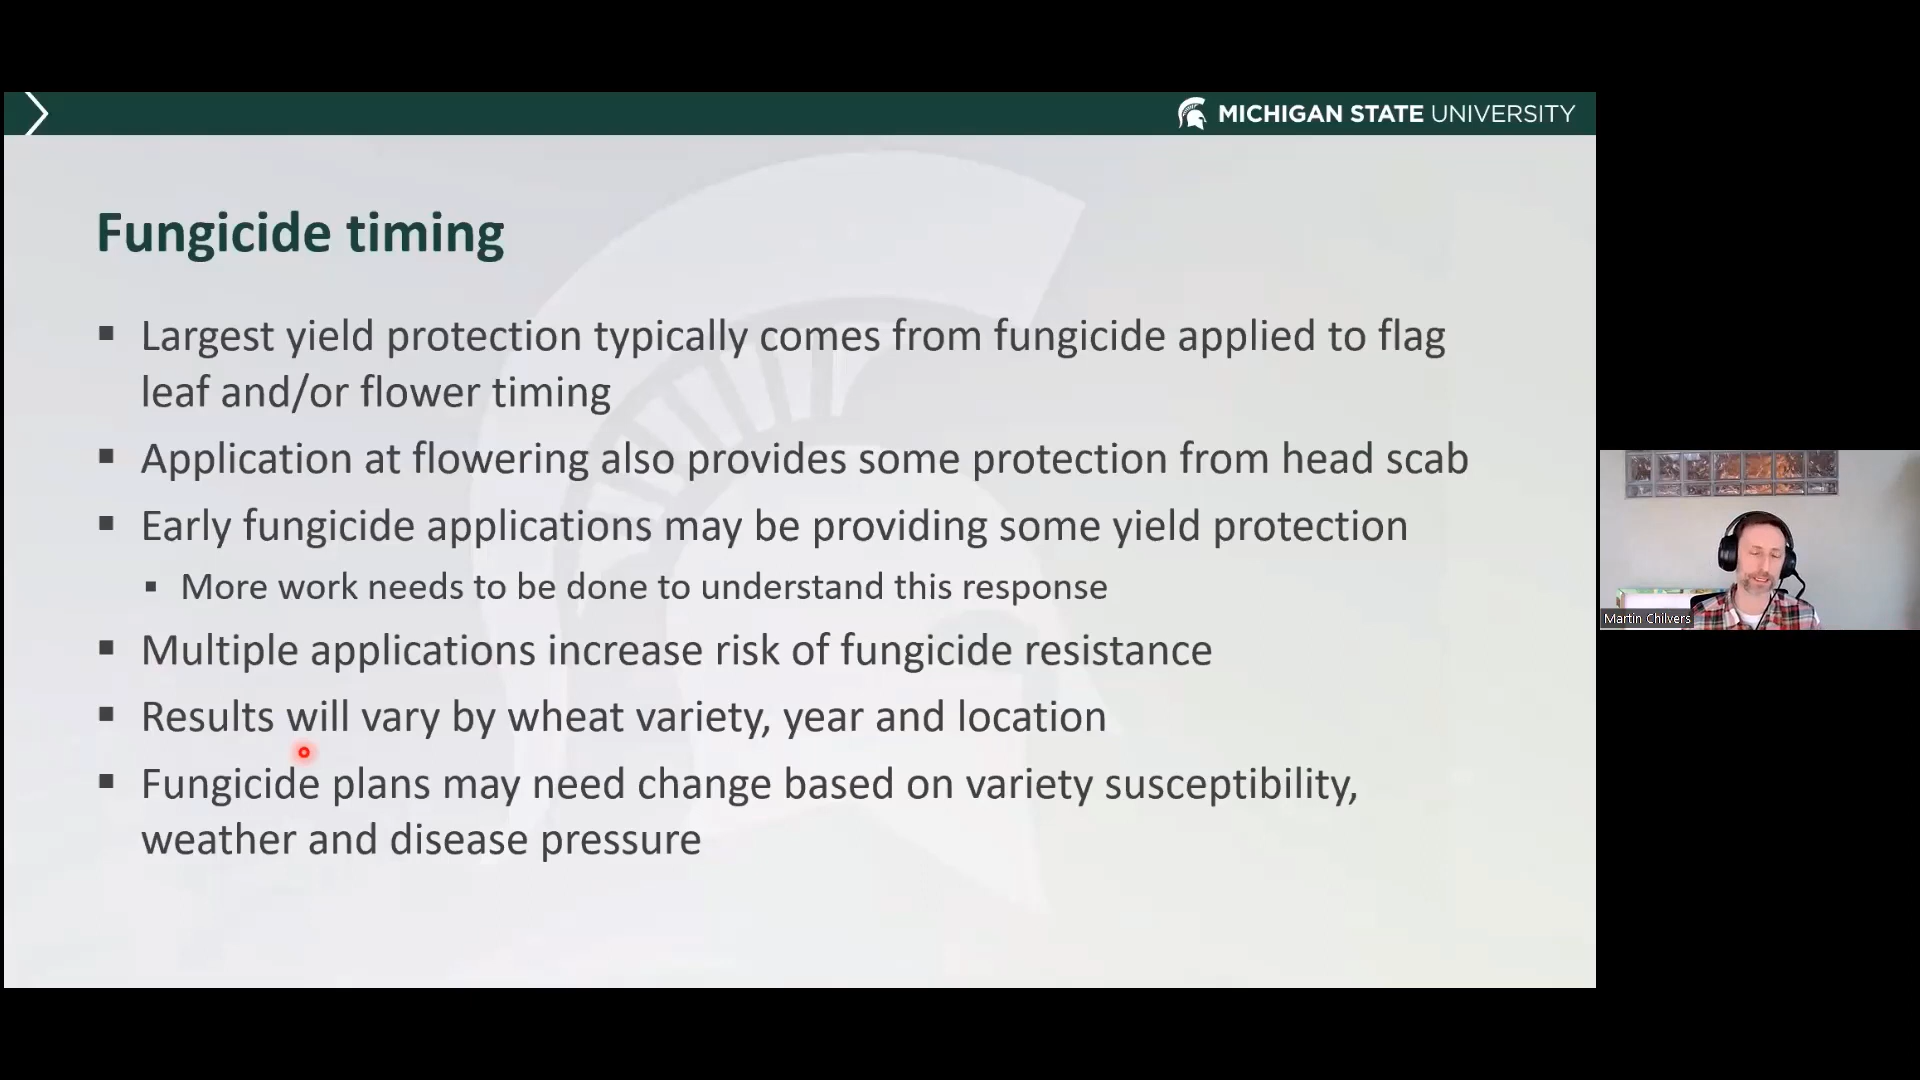 MICHIGAN STATE UNIVERSITY
Fungicide timing
▪ Largest yield protection typically comes from fungicide applied to flag
leaf and/or flower timing
▪ Application at flowering also provides some protection from head scab
▪ Early fungicide applications may be providing some yield protection
▪ More work needs to be done to understand this response
▪ Multiple applications increase risk of fungicide resistance
▪ Results will vary by wheat variety, year and location
▪ Fungicide plans may need change based on variety susceptibility,
weather and disease pressure
Martin Chilvers